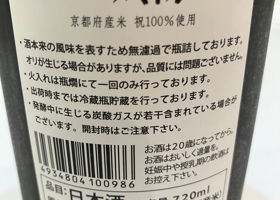 京都府産米 祝100%使用
・酒本来の風味を表すため無濾過で瓶詰しております。
オリが生じる場合がありますが、品質には問題ございません。
・火入れは瓶燗にて一回のみ行っております。
・出荷時までは冷蔵瓶貯蔵を行っております。
・発酵中に生じる炭酸ガスが若干含まれている場合が
ございます。開封時はご注意下さい。
お酒は20歳になってから。
お酒はおいしく適量を。
妊娠中や授乳期の飲酒は
お控え下さい。
4934804100986
品目：日本酒
720ml